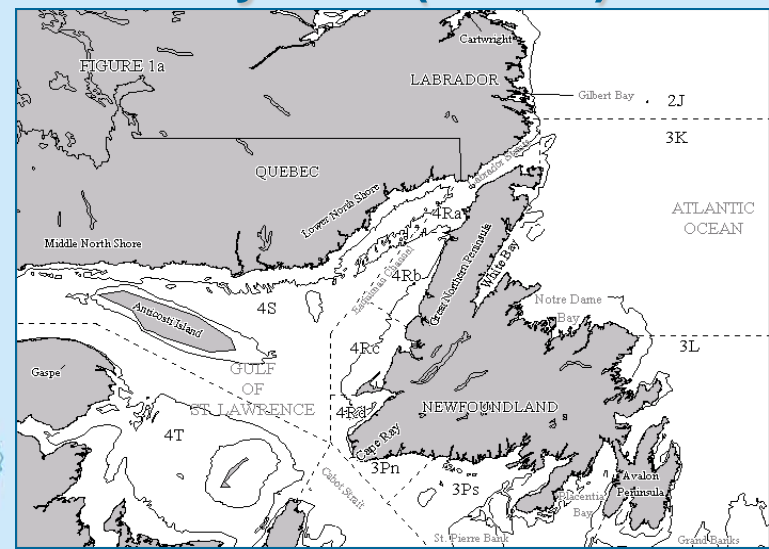 Cartwright
FIGURE 1a
LABRADOR
Gilbert Bay
2J
3K
QUEBEC
Labrador Straits
Lower North Shore
4Ra
ATLANTIC
OCEAN
Middle North Shore
4Rb
Esquiman Channel
Great Northern Peninsula
White Bay
4S
Notre Dame
Bay
Anticosti Island
4Rc
3L
Gaspe'
GULF
OF
ST. LAWRENCE
4Rd
NEWFOUNDLAND
4T
Cape Ray
3Pn
Cabot Strait
3Ps
Avalon
Peninsula
Placentia
Bay
St. Pierre Bank
Grand Banks